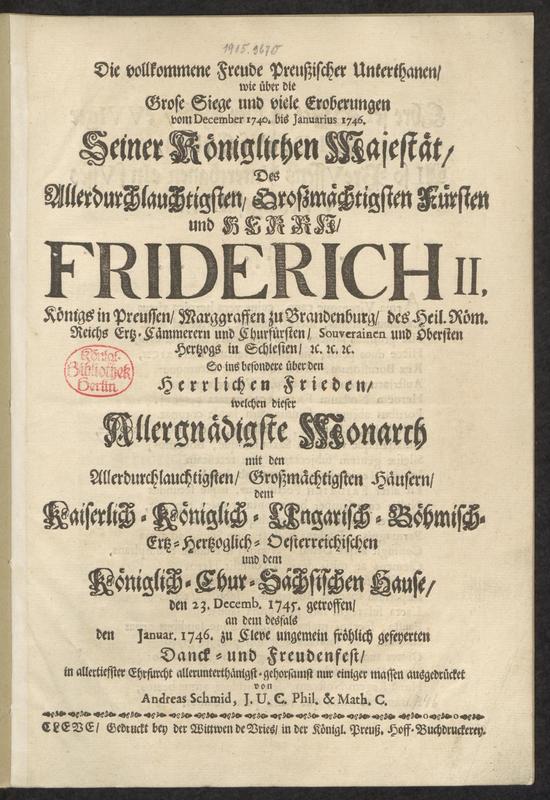 1915.9670
Die vollkommene Freude Preußischer Unterthanen/
wie über die
Grose Siege und viele Eroberungen
vom December 1740. bis Januarius 1746.
Seiner Königlichen Majestät/
Des
Allerdurchlauchtigsten/ Großmächtigsten Fürsten
und HERRN/
FRIDERICH II,
Königs in Preussen/ Marggraffen zu Brandenburg/ des Heil. Röm.
Reichs Ertz-Cämmerern und Churfürsten/ Souverainen und Obersten
Hertzogs in Schlesien/ ꝛc. ꝛc. ꝛc.
So ins besondere über den
Herrlichen Frieden/
welchen dieser
Allergnädigste Monarch
mit den
Allerdurchlauchtigsten/ Großmächtigsten Häusern/
dem
Kaiserlich-Königlich-Ungarisch-Böhmisch-
Ertz-Hertzoglich-Oesterreichischen
und dem
Königlich-Chur-Sächsischen Hause/
den 23. Decemb. 1745. getroffen/
an dem desfals
den Januar. 1746. zu Cleve ungemein fröhlich gefeyerten
Danck- und Freudenfest/
in allertiefster Ehrfurcht allerunterthänigst-gehorsamst nur einiger massen ausgedrücket
von
Andreas Schmid, J. U. C. Phil. & Math. C.
CLEVE/ Gedruckt bey der Wittwen de Vries/ in der Königl. Preuß. Hoff-Buchdruckerey.
Königl.
Bibliothek
Berlin